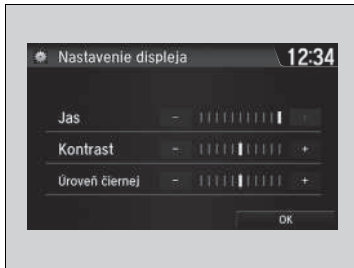 Nastavenie displeja 12:34
Jas -
Kontrast - +
Úroveň čiernej - +
OK